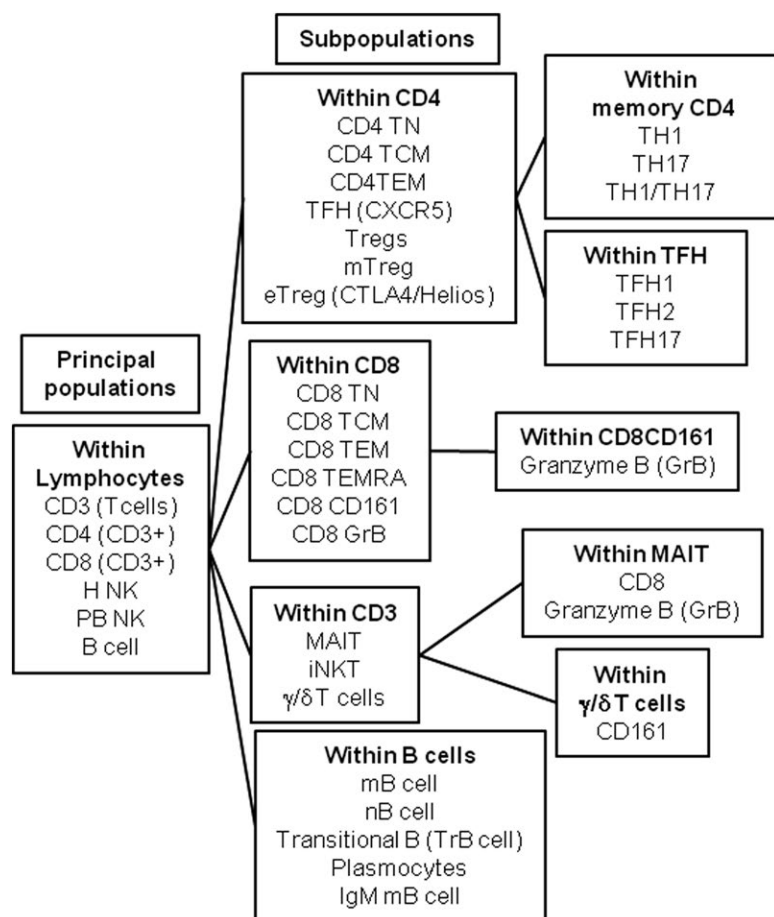 Subpopulations
Within CD4
CD4 TN
CD4 TCM
CD4TEM
TFH (CXCR5)
Tregs
mTreg
eTreg (CTLA4/Helios)
Within
memory CD4
TH1
TH17
TH1/TH17
Within TFH
TFH1
TFH2
TFH17
Principal
populations
Within
Lymphocytes
CD3 (Tcells)
CD4 (CD3+)
CD8 (CD3+)
H NK
PB NK
B cell
Within CD8
CD8 TN
CD8 TCM
CD8 TEM
CD8 TEMRA
CD8 CD161
CD8 GrB
Within CD8CD161
Granzyme B (GrB)
Within CD3
MAIT
iNKT
γ/δT cells
Within MAIT
CD8
Granzyme B (GrB)
Within
γ/δT cells
CD161
Within B cells
mB cell
nB cell
Transitional B (TrB cell)
Plasmocytes
IgM mB cell